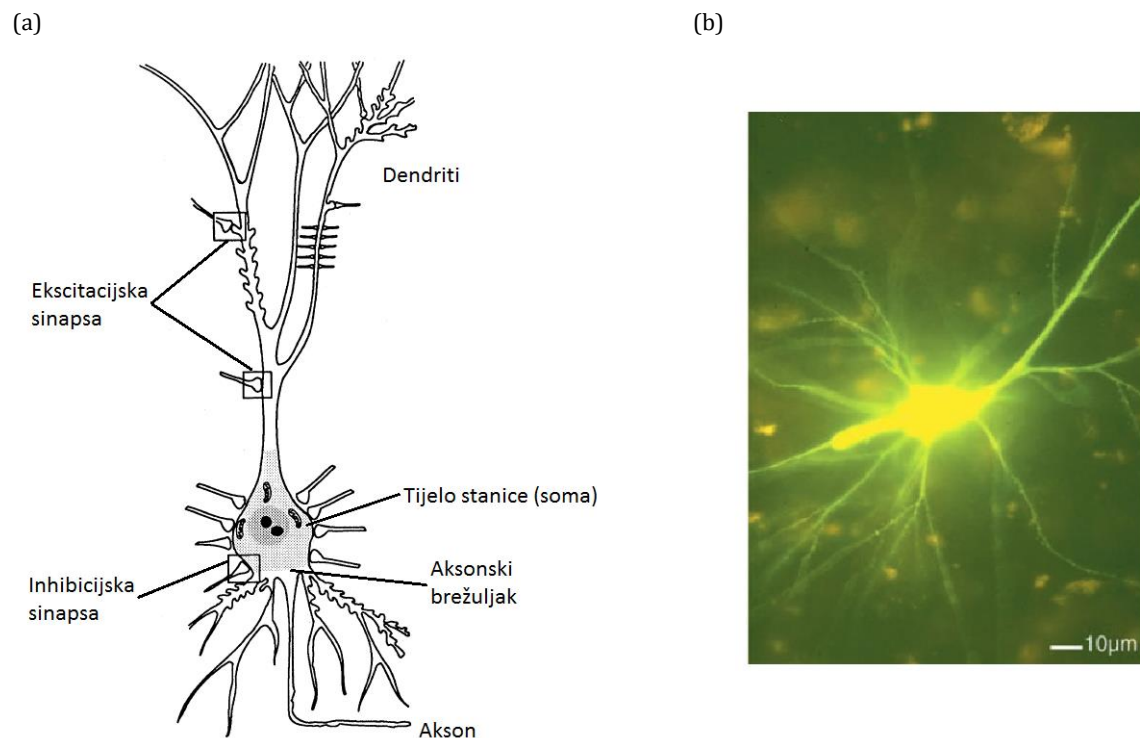 (a)
(b)
Dendriti
Ekscitacijska
sinapsa
Tijelo stanice (soma)
Inhibicijska
sinapsa
Aksonski
brežuljak
Akson
10µm